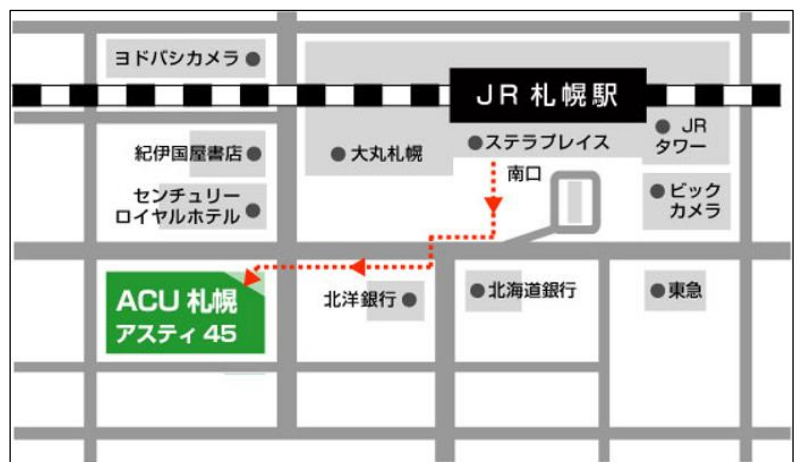 ヨドバシカメラ
JR 札幌駅
紀伊国屋書店
大丸札幌
ステラプレイス
JR
タワー
南口
センチュリー
ロイヤルホテル
ビック
カメラ
ACU 札幌
アスティ 45
北洋銀行
北海道銀行
東急